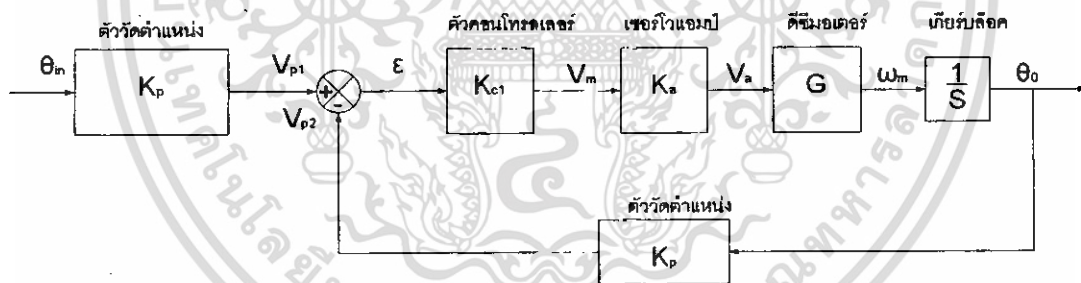 ตัววัดตำแหน่ง
ตัวคอนโทรลเลอร์
เซอร์โวแอมป์
ดีซีมอเตอร์
เกียร์บล็อค
θin
Kp
Vp1
+
-
Vp2
ε
Kc1
Vm
Ka
Va
G
ωm
1
S
θ0
ตัววัดตำแหน่ง
Kp